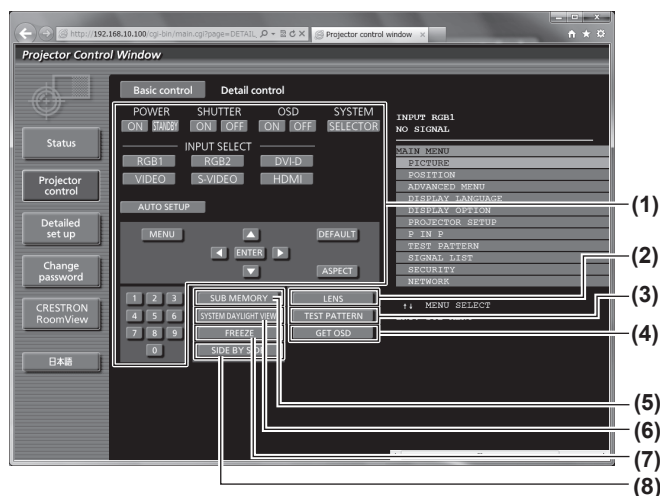 http://192.168.10.100/cgi-bin/main.cgi?page=DETAIL_
Projector control window
Projector Control Window
Basic control
Detail control
POWER SHUTTER OSD SYSTEM
ON STANDBY ON OFF ON OFF SELECTOR
INPUT SELECT
RGB1 RGB2 DVI-D
VIDEO S-VIDEO HDMI
AUTO SETUP
MENU DEFAULT
ENTER
ASPECT
1 2 3
4 5 6
7 8 9
0
SUB MEMORY
SYSTEM DAYLIGHT VIEW
FREEZE
SIDE BY SIDE
LENS
TEST PATTERN
GET OSD
Status
Projector control
Detailed set up
Change password
CRESTRON RoomView
日本語
INPUT RGB1
NO SIGNAL
MAIN MENU
PICTURE
POSITION
ADVANCED MENU
DISPLAY LANGUAGE
DISPLAY OPTION
PROJECTOR SETUP
P IN P
TEST PATTERN
SIGNAL LIST
SECURITY
NETWORK
↑↓ MENU SELECT
(1)
(2)
(3)
(4)
(5)
(6)
(7)
(8)